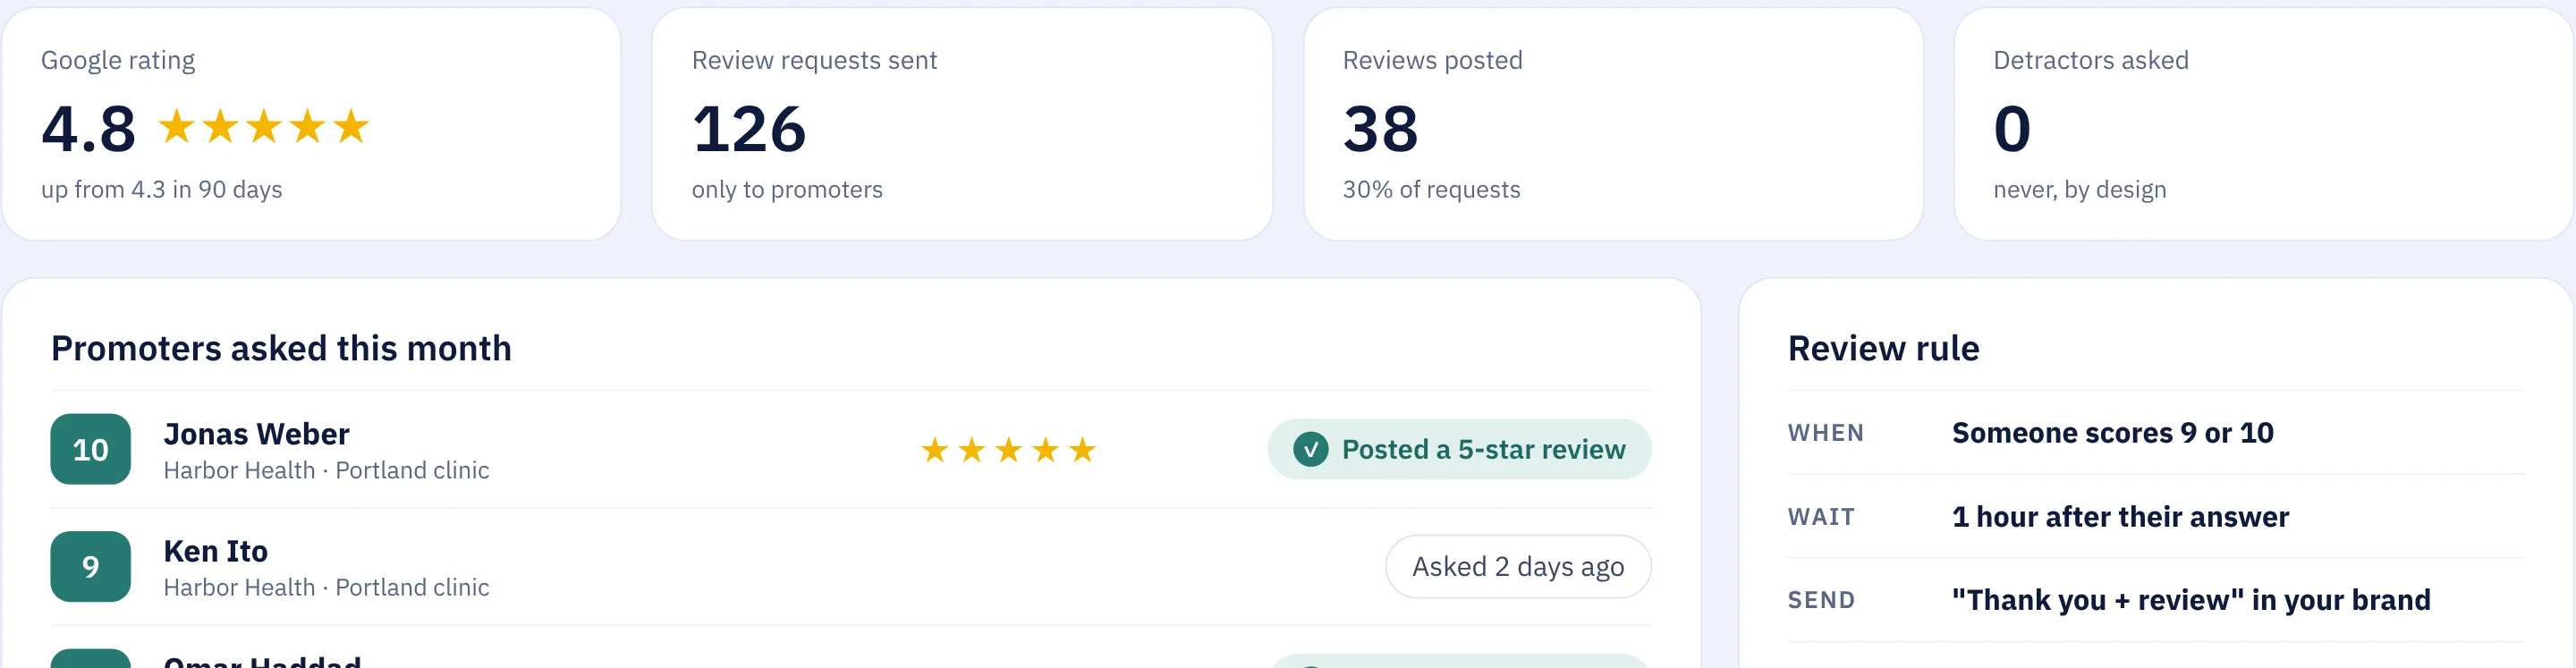 Google rating
4.8 ★★★★★
up from 4.3 in 90 days
Review requests sent
126
only to promoters
Reviews posted
38
30% of requests
Detractors asked
0
never, by design
Promoters asked this month
10
Jonas Weber
Harbor Health · Portland clinic
★★★★★
✓ Posted a 5-star review
9
Ken Ito
Harbor Health · Portland clinic
Asked 2 days ago
Omar Haddad
Review rule
WHEN Someone scores 9 or 10
WAIT 1 hour after their answer
SEND "Thank you + review" in your brand